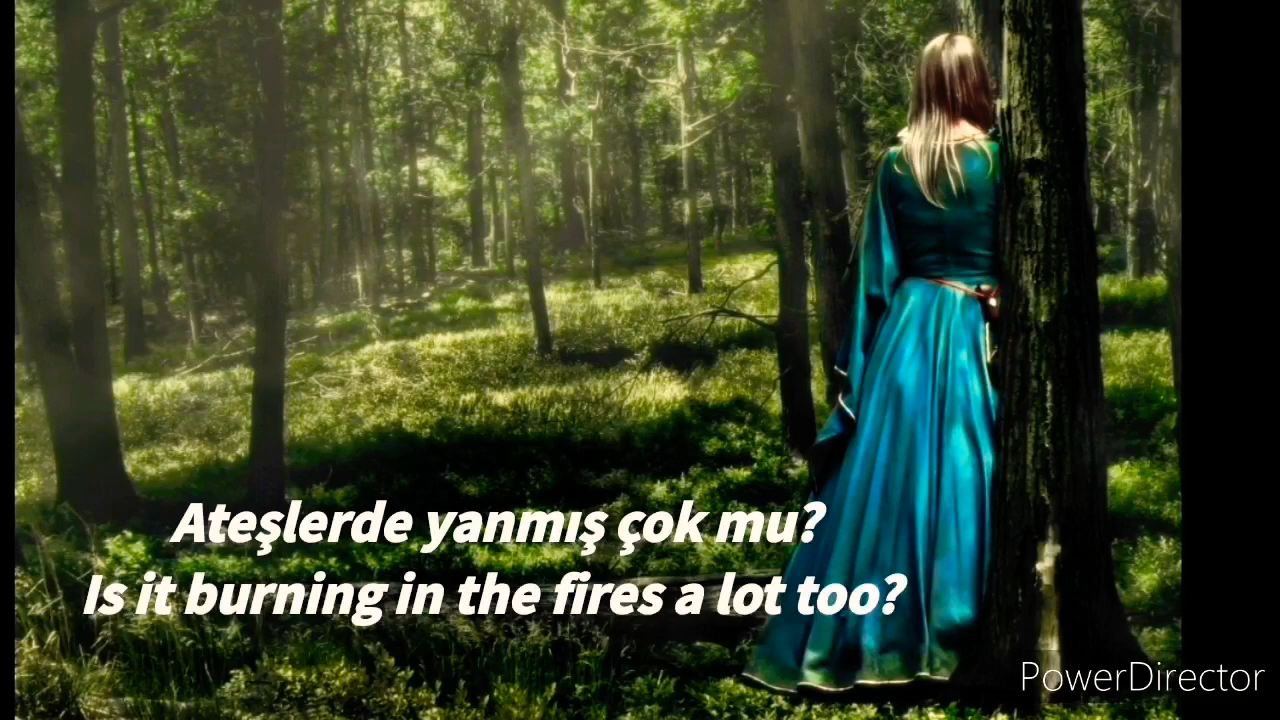 Ateşlerde yanmış çok mu?
Is it burning in the fires a lot too?
PowerDirector